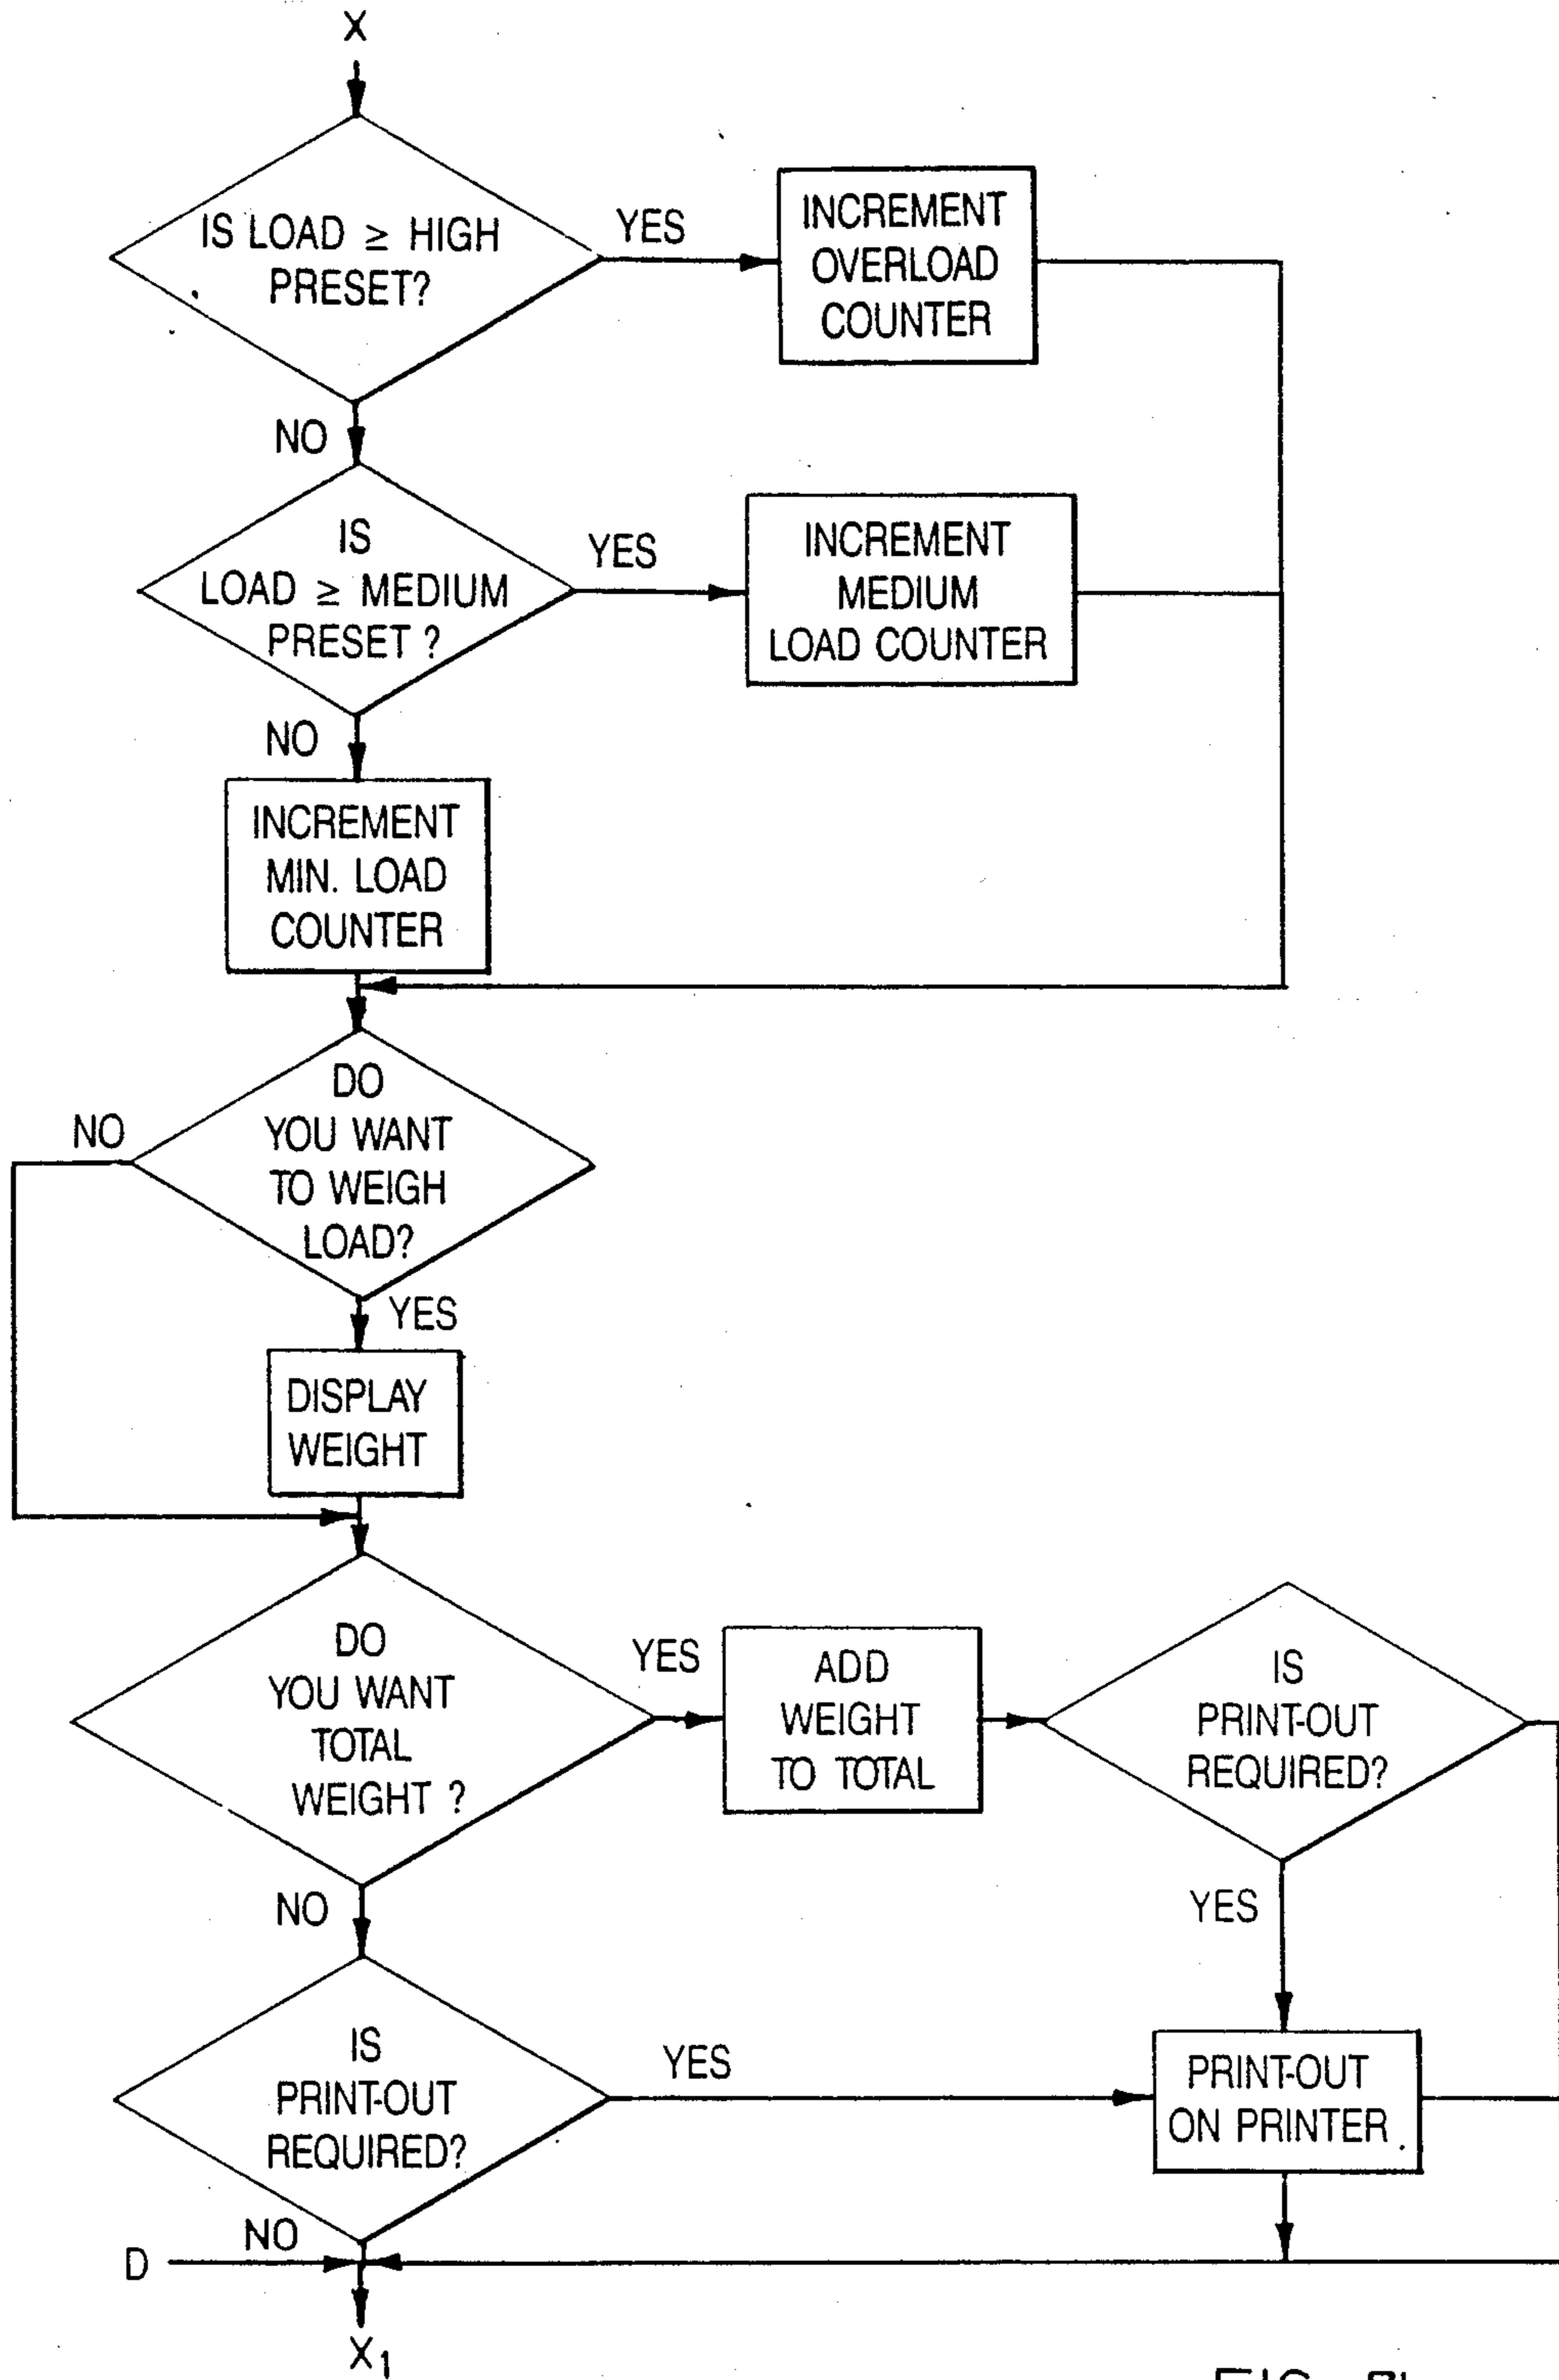 X
IS LOAD ≥ HIGH
PRESET?
YES
INCREMENT
OVERLOAD
COUNTER
NO
IS
LOAD ≥ MEDIUM
PRESET ?
YES
INCREMENT
MEDIUM
LOAD COUNTER
NO
INCREMENT
MIN. LOAD
COUNTER
DO
YOU WANT
TO WEIGH
LOAD?
NO
YES
DISPLAY
WEIGHT
DO
YOU WANT
TOTAL
WEIGHT ?
YES
ADD
WEIGHT
TO TOTAL
IS
PRINT-OUT
REQUIRED?
NO
YES
IS
PRINT-OUT
REQUIRED?
YES
PRINT-OUT
ON PRINTER
NO
D
X1